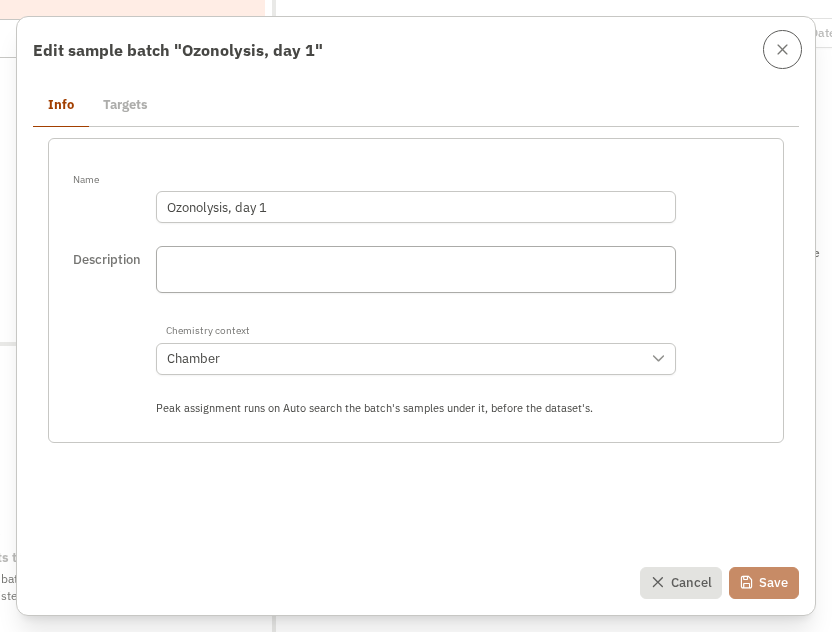 Edit sample batch "Ozonolysis, day 1"
Date
Info
Targets
Name
Ozonolysis, day 1
Description
Chemistry context
Chamber
Peak assignment runs on Auto search the batch's samples under it, before the dataset's.
Cancel
Save